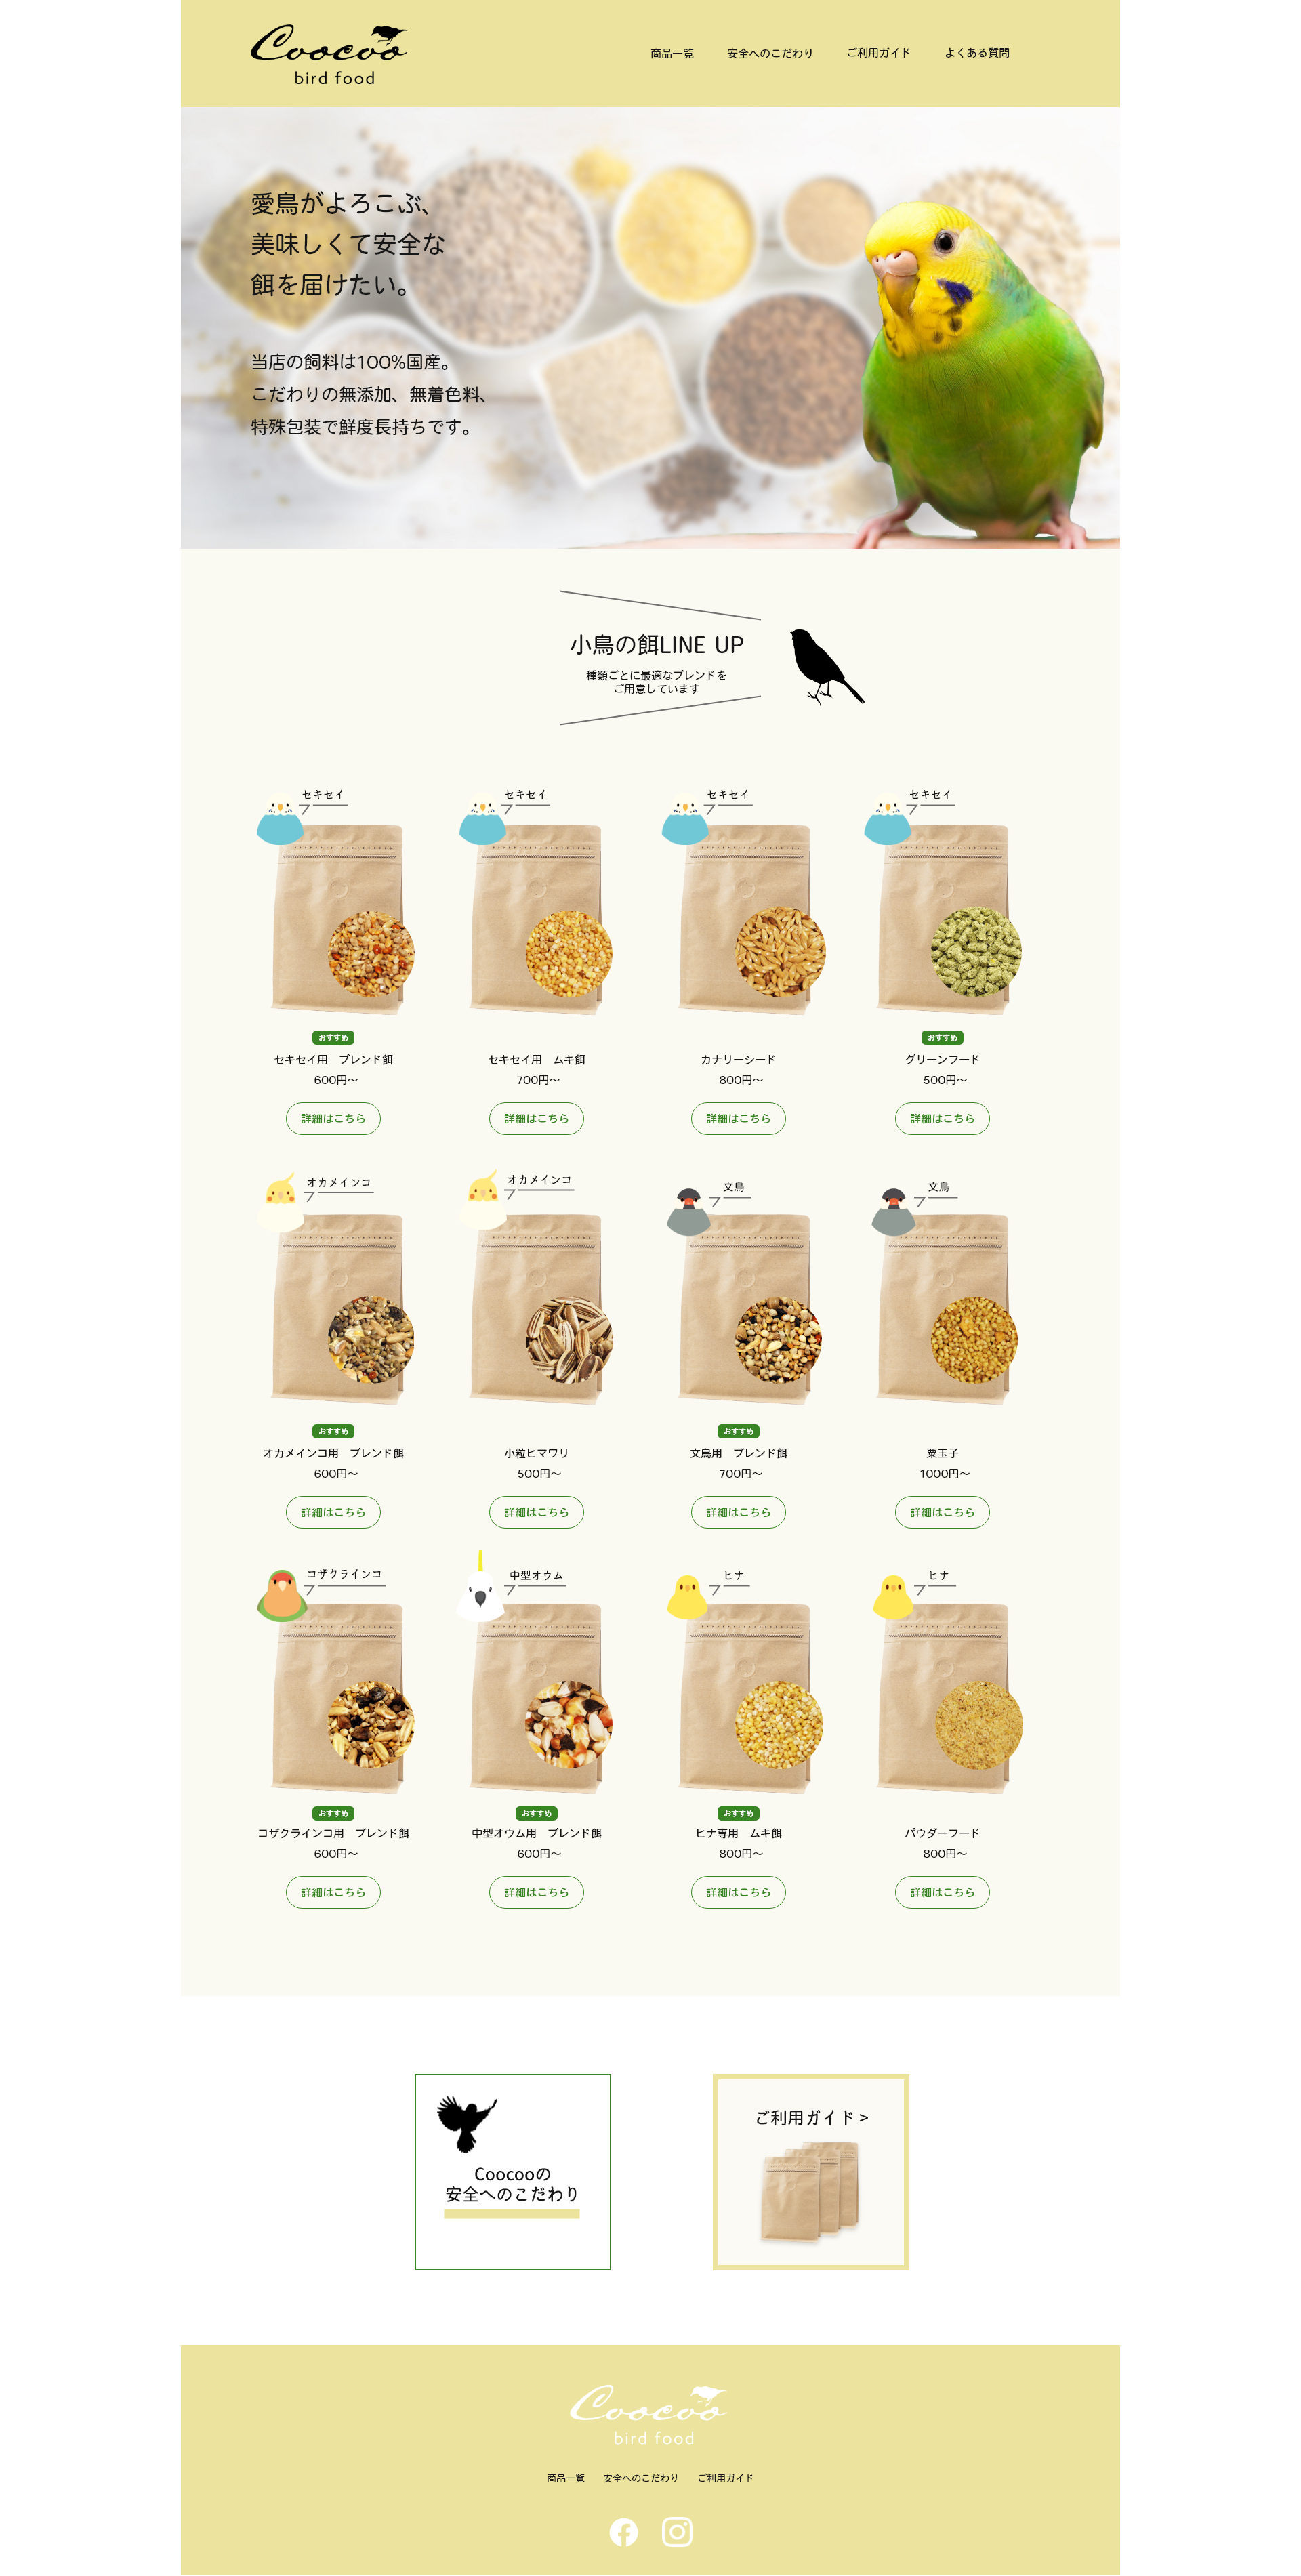 Coocoo
bird food
商品一覧 安全へのこだわり ご利用ガイド よくある質問
愛鳥がよろこぶ、
美味しくて安全な
餌を届けたい。
当店の飼料は100%国産。
こだわりの無添加、無着色料、
特殊包装で鮮度長持ちです。
小鳥の餌LINE UP
種類ごとに最適なブレンドを
ご用意しています
セキセイ
おすすめ
セキセイ用　ブレンド餌
600円〜
詳細はこちら
セキセイ
セキセイ用　ムキ餌
700円〜
詳細はこちら
セキセイ
カナリーシード
800円〜
詳細はこちら
セキセイ
おすすめ
グリーンフード
500円〜
詳細はこちら
オカメインコ
おすすめ
オカメインコ用　ブレンド餌
600円〜
詳細はこちら
オカメインコ
小粒ヒマワリ
500円〜
詳細はこちら
文鳥
おすすめ
文鳥用　ブレンド餌
700円〜
詳細はこちら
文鳥
粟玉子
1000円〜
詳細はこちら
コザクラインコ
おすすめ
コザクラインコ用　ブレンド餌
600円〜
詳細はこちら
中型オウム
おすすめ
中型オウム用　ブレンド餌
600円〜
詳細はこちら
ヒナ
おすすめ
ヒナ専用　ムキ餌
800円〜
詳細はこちら
ヒナ
パウダーフード
800円〜
詳細はこちら
Coocooの
安全へのこだわり
ご利用ガイド >
Coocoo
bird food
商品一覧 安全へのこだわり ご利用ガイド